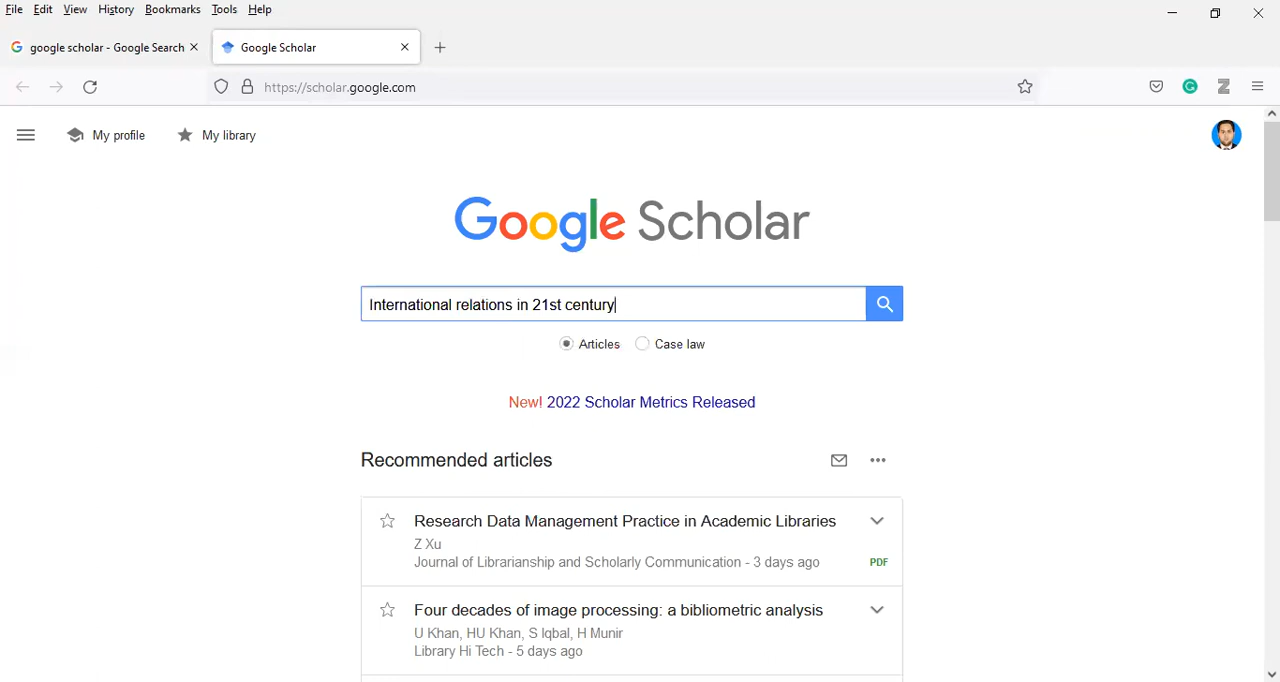 File Edit View History Bookmarks Tools Help
google scholar - Google Search
Google Scholar
https://scholar.google.com
My profile
My library
Google Scholar
International relations in 21st century
Articles Case law
New! 2022 Scholar Metrics Released
Recommended articles
Research Data Management Practice in Academic Libraries
Z Xu
Journal of Librarianship and Scholarly Communication - 3 days ago
PDF
Four decades of image processing: a bibliometric analysis
U Khan, HU Khan, S Iqbal, H Munir
Library Hi Tech - 5 days ago